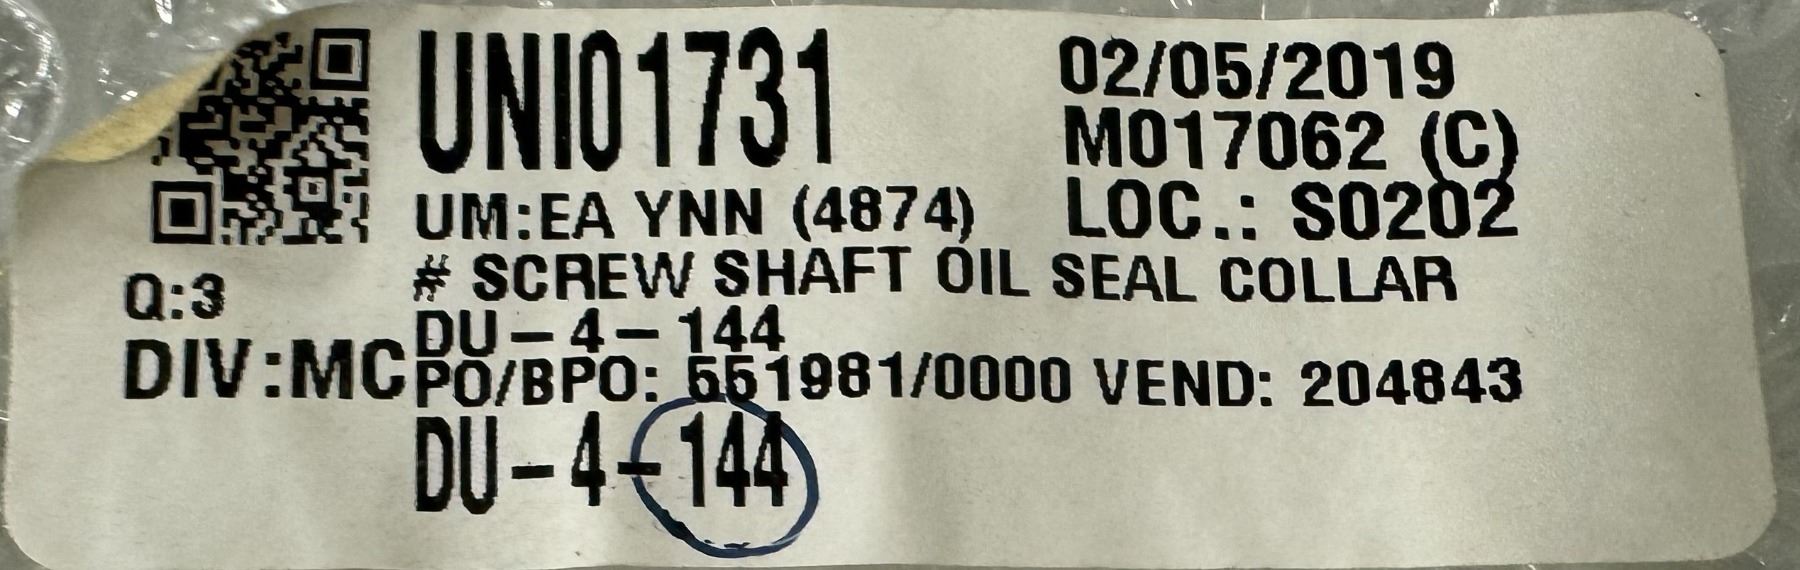 UNI01731
02/05/2019
M017062 (C)
UM:EA YNN (4874)
LOC.: S0202
# SCREW SHAFT OIL SEAL COLLAR
Q:3
DU-4-144
DIV:MC
PO/BPO: 551981/0000 VEND: 204843
DU-4-144